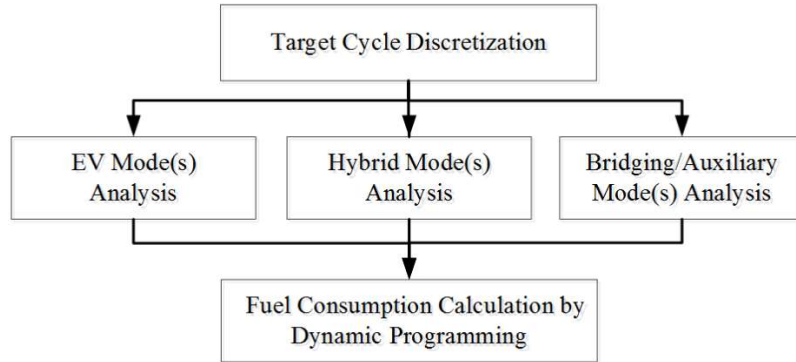 Target Cycle Discretization
EV Mode(s)
Analysis
Hybrid Mode(s)
Analysis
Bridging/Auxiliary
Mode(s) Analysis
Fuel Consumption Calculation by
Dynamic Programming